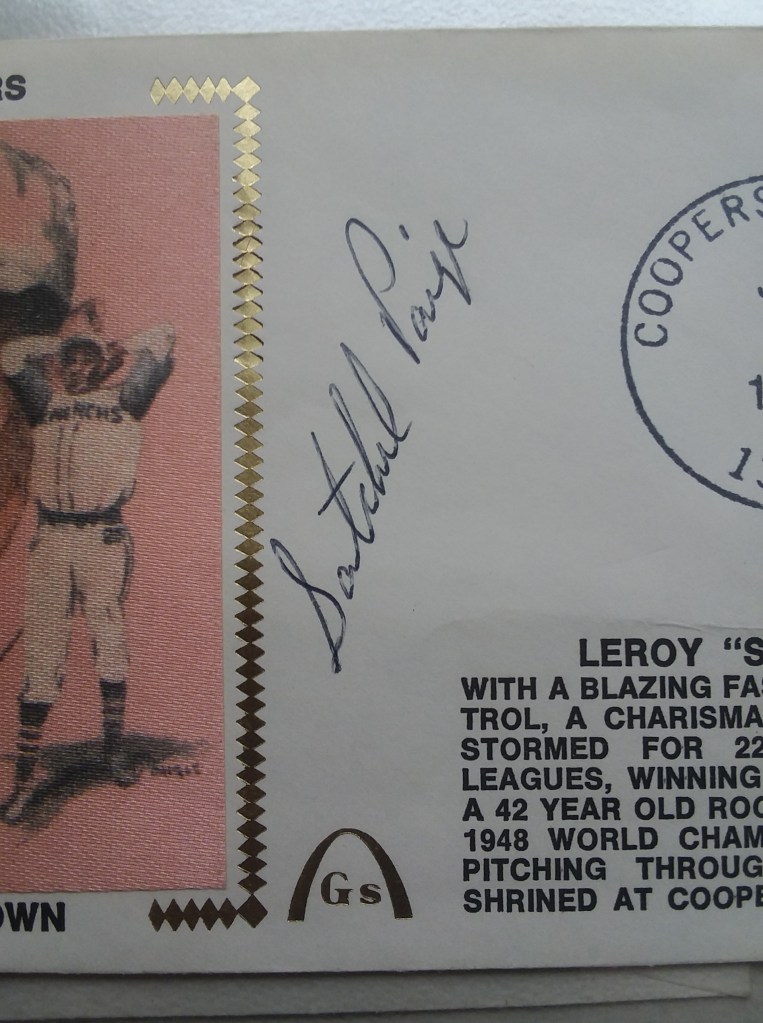 RS
Satchel Paige
COOPERS
1
MONARCHS
LEROY "S
WITH A BLAZING FAS
TROL, A CHARISMA
STORMED FOR 22
LEAGUES, WINNING
A 42 YEAR OLD ROO
1948 WORLD CHAM
PITCHING THROUG
SHRINED AT COOPE
Gs
OWN